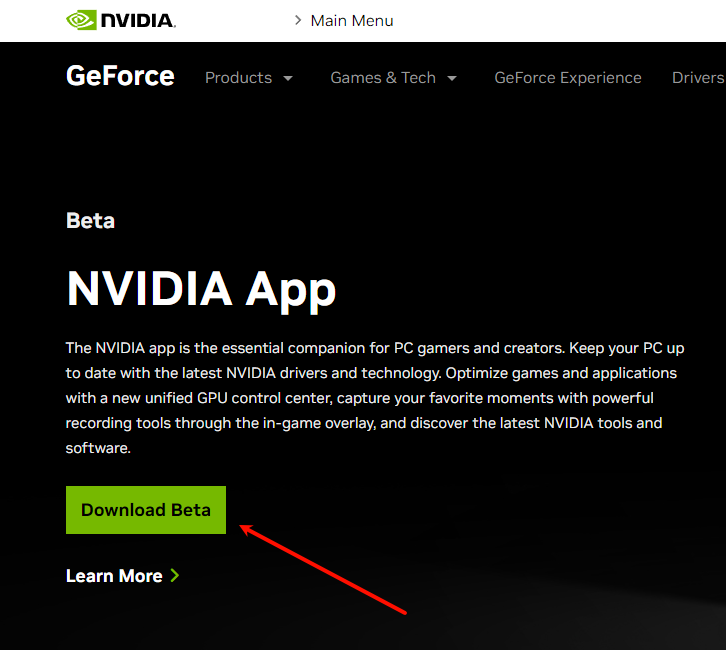 NVIDIA.
Main Menu
GeForce Products Games & Tech GeForce Experience Drivers
Beta
NVIDIA App
The NVIDIA app is the essential companion for PC gamers and creators. Keep your PC up
to date with the latest NVIDIA drivers and technology. Optimize games and applications
with a new unified GPU control center, capture your favorite moments with powerful
recording tools through the in-game overlay, and discover the latest NVIDIA tools and
software.
Download Beta
Learn More